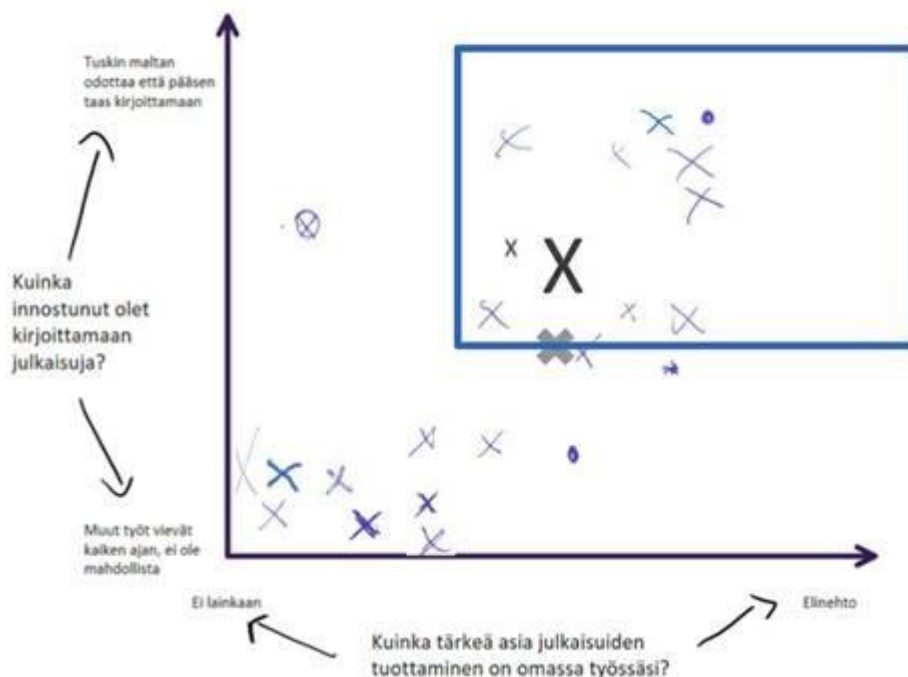 Tuskin maltan
odottaa että pääsen
taas kirjoittamaan
Kuinka
innostunut olet
kirjoittamaan
julkaisuja?
Muut työt vievät
kaiken ajan, ei ole
mahdollista
Ei lainkaan
Elinehto
Kuinka tärkeä asia julkaisuiden
tuottaminen on omassa työssäsi?